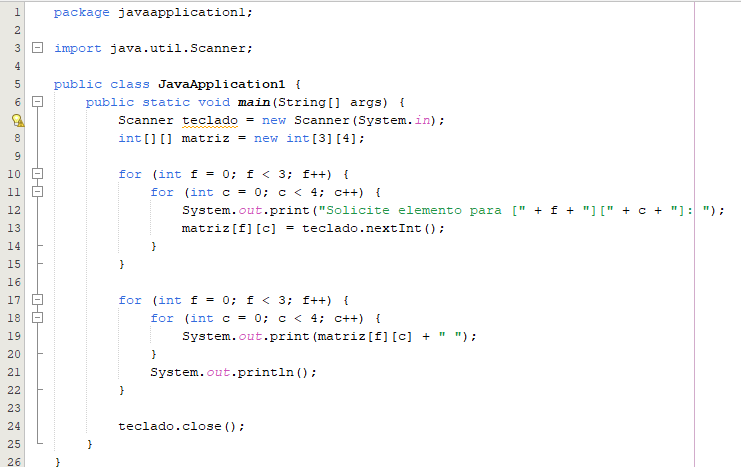 1 package javaapplication1;
2
3 import java.util.Scanner;
4
5 public class JavaApplication1 {
6 public static void main(String[] args) {
Scanner teclado = new Scanner(System.in);
8 int[][] matriz = new int[3][4];
9
10 for (int f = 0; f < 3; f++) {
11 for (int c = 0; c < 4; c++) {
12 System.out.print("Solicite elemento para [" + f + "][" + c + "]: ");
13 matriz[f][c] = teclado.nextInt();
14 }
15 }
16
17 for (int f = 0; f < 3; f++) {
18 for (int c = 0; c < 4; c++) {
19 System.out.print(matriz[f][c] + " ");
20 }
21 System.out.println();
22 }
23
24 teclado.close();
25 }
26 }